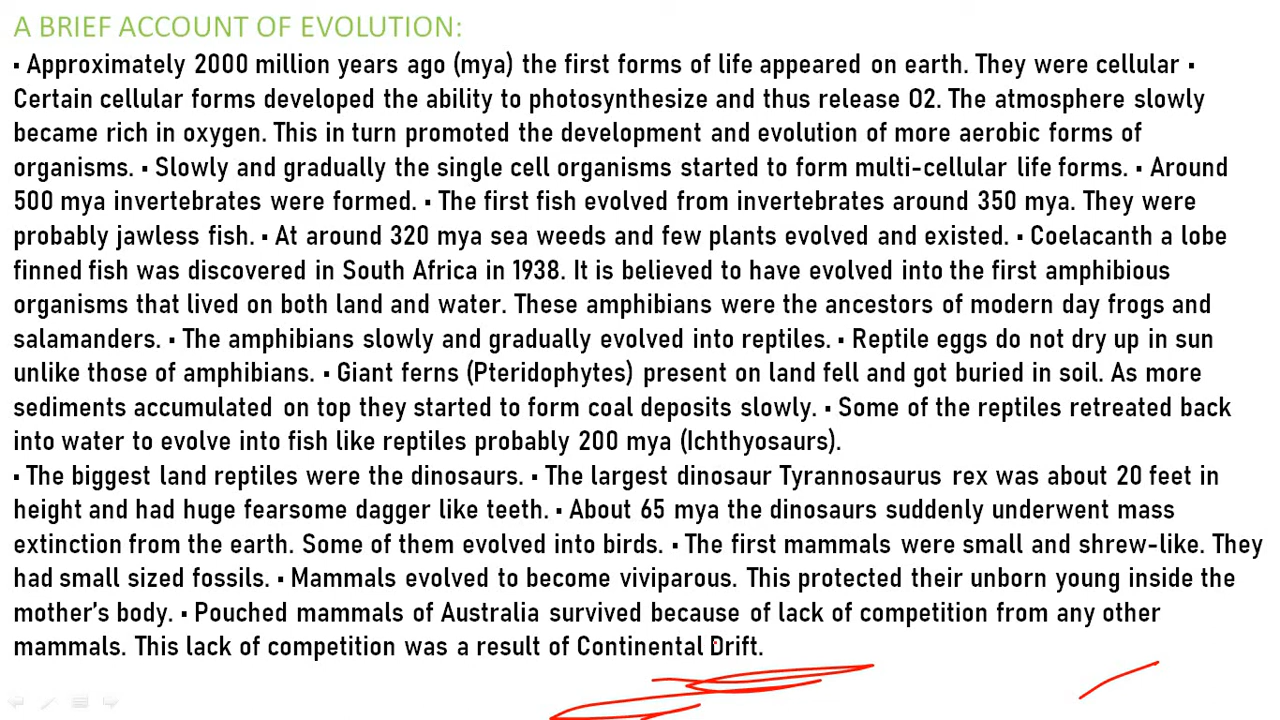 A BRIEF ACCOUNT OF EVOLUTION:
▪ Approximately 2000 million years ago (mya) the first forms of life appeared on earth. They were cellular ▪
Certain cellular forms developed the ability to photosynthesize and thus release O2. The atmosphere slowly
became rich in oxygen. This in turn promoted the development and evolution of more aerobic forms of
organisms. ▪ Slowly and gradually the single cell organisms started to form multi-cellular life forms. ▪ Around
500 mya invertebrates were formed. ▪ The first fish evolved from invertebrates around 350 mya. They were
probably jawless fish. ▪ At around 320 mya sea weeds and few plants evolved and existed. ▪ Coelacanth a lobe
finned fish was discovered in South Africa in 1938. It is believed to have evolved into the first amphibious
organisms that lived on both land and water. These amphibians were the ancestors of modern day frogs and
salamanders. ▪ The amphibians slowly and gradually evolved into reptiles. ▪ Reptile eggs do not dry up in sun
unlike those of amphibians. ▪ Giant ferns (Pteridophytes) present on land fell and got buried in soil. As more
sediments accumulated on top they started to form coal deposits slowly. ▪ Some of the reptiles retreated back
into water to evolve into fish like reptiles probably 200 mya (Ichthyosaurs).
▪ The biggest land reptiles were the dinosaurs. ▪ The largest dinosaur Tyrannosaurus rex was about 20 feet in
height and had huge fearsome dagger like teeth. ▪ About 65 mya the dinosaurs suddenly underwent mass
extinction from the earth. Some of them evolved into birds. ▪ The first mammals were small and shrew-like. They
had small sized fossils. ▪ Mammals evolved to become viviparous. This protected their unborn young inside the
mother's body. ▪ Pouched mammals of Australia survived because of lack of competition from any other
mammals. This lack of competition was a result of Continental Drift.